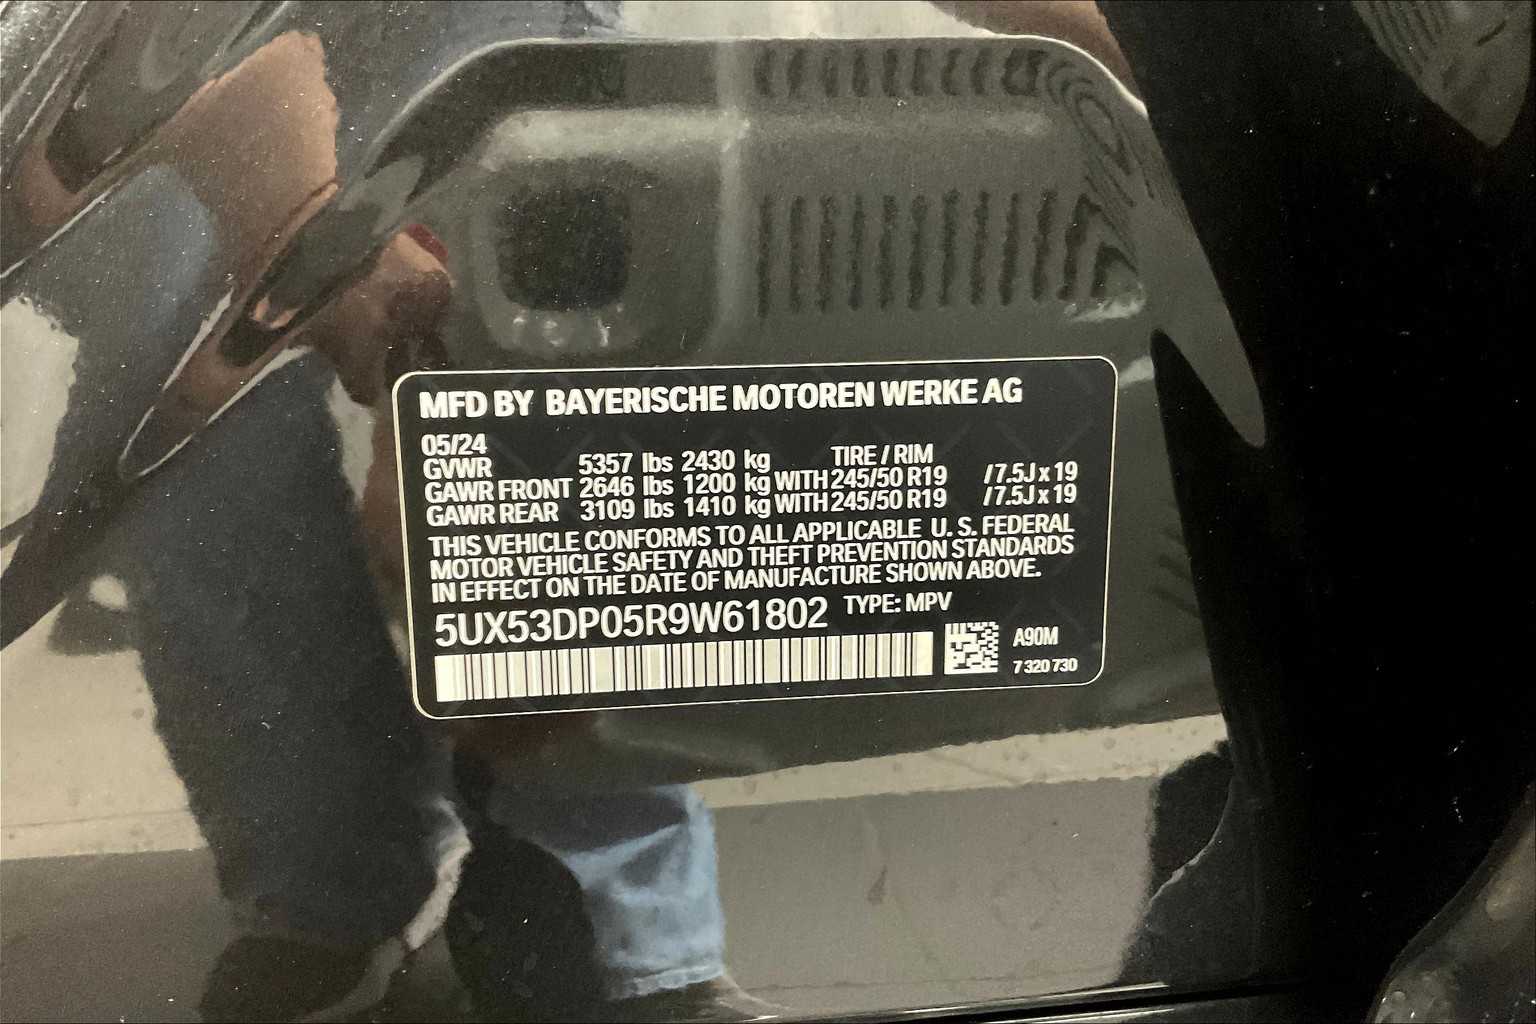 MFD BY BAYERISCHE MOTOREN WERKE AG
05/24
GVWR 5357 lbs 2430 kg TIRE / RIM
GAWR FRONT 2646 lbs 1200 kg WITH 245/50 R19 / 7.5J x 19
GAWR REAR 3109 lbs 1410 kg WITH 245/50 R19 / 7.5J x 19
THIS VEHICLE CONFORMS TO ALL APPLICABLE U. S. FEDERAL
MOTOR VEHICLE SAFETY AND THEFT PREVENTION STANDARDS
IN EFFECT ON THE DATE OF MANUFACTURE SHOWN ABOVE.
5UX53DP05R9W61802 TYPE: MPV
A90M
7 320 730